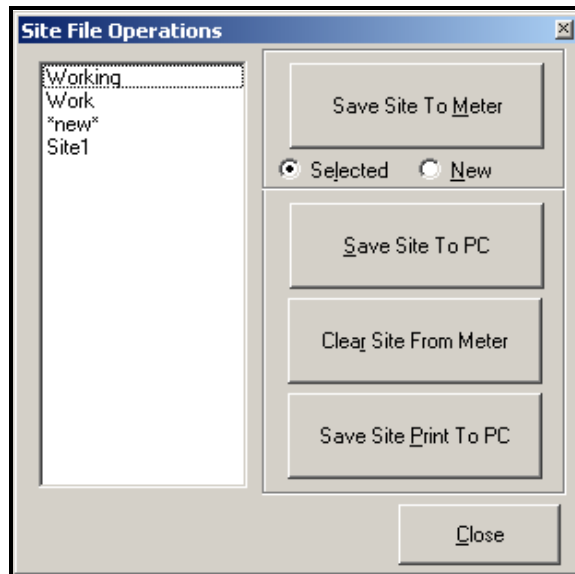 Site File Operations
Working
Work
*new*
Site1
Save Site To Meter
Selected
New
Save Site To PC
Clear Site From Meter
Save Site Print To PC
Close